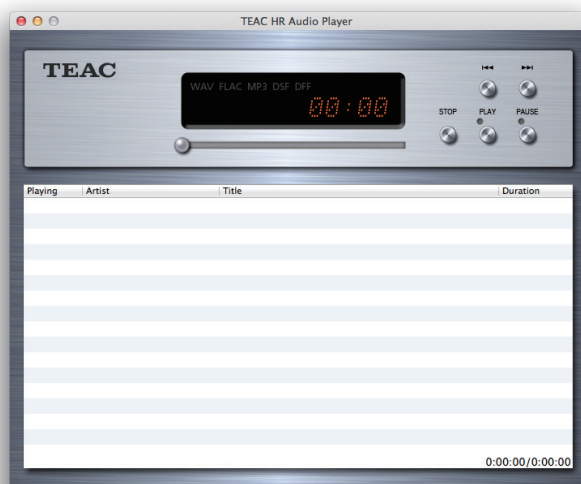 TEAC HR Audio Player
TEAC
WAV FLAC MP3 DSF DFF
00:00
STOP PLAY PAUSE
Playing Artist Title Duration
0:00:00/0:00:00